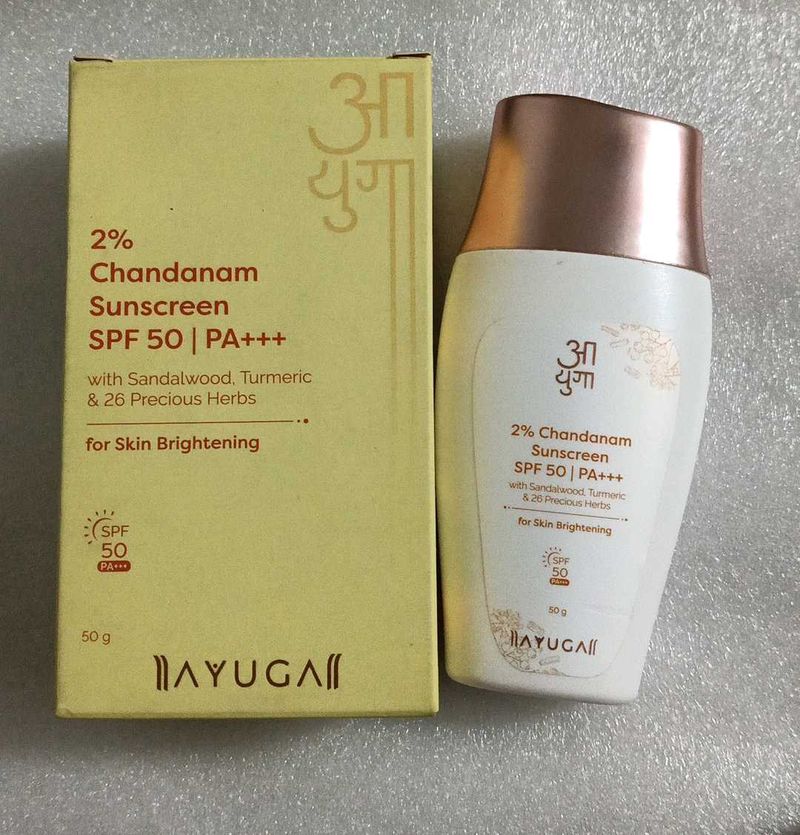 आ
युगा
2%
Chandanam
Sunscreen
SPF 50 | PA+++
with Sandalwood, Turmeric
& 26 Precious Herbs
for Skin Brightening
SPF
50
PA+++
50 g
AYUGA
आ
युगा
2% Chandanam
Sunscreen
SPF 50 | PA+++
with Sandalwood, Turmeric
& 26 Precious Herbs
for Skin Brightening
SPF
50
PA+++
50 g
AYUGA